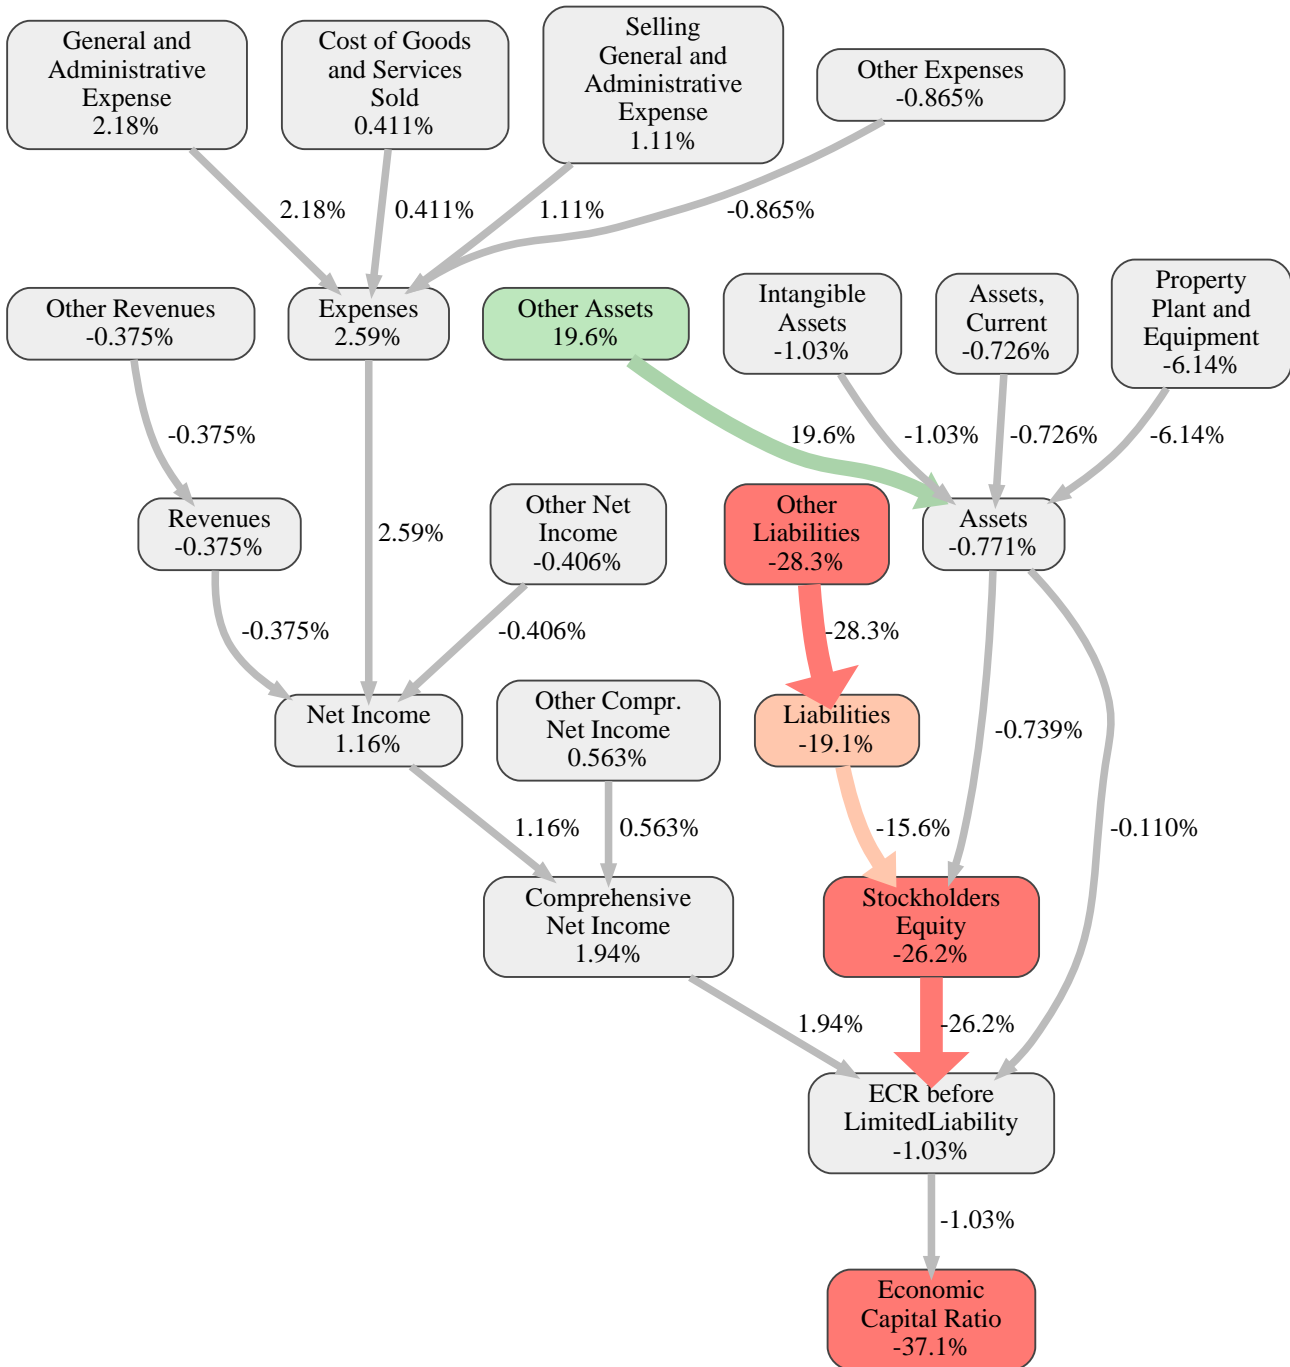 General and
Administrative
Expense
2.18%
Cost of Goods
and Services
Sold
0.411%
Selling
General and
Administrative
Expense
1.11%
Other Expenses
-0.865%
2.18%
0.411%
1.11%
-0.865%
Other Revenues
-0.375%
Expenses
2.59%
Other Assets
19.6%
Intangible
Assets
-1.03%
Assets,
Current
-0.726%
Property
Plant and
Equipment
-6.14%
-0.375%
19.6%
-1.03%
-0.726%
-6.14%
Revenues
-0.375%
2.59%
Other Net
Income
-0.406%
Other
Liabilities
-28.3%
Assets
-0.771%
-0.375%
-0.406%
-28.3%
Net Income
1.16%
Other Compr.
Net Income
0.563%
Liabilities
-19.1%
-0.739%
1.16%
0.563%
-15.6%
-0.110%
Comprehensive
Net Income
1.94%
Stockholders
Equity
-26.2%
1.94%
-26.2%
ECR before
LimitedLiability
-1.03%
-1.03%
Economic
Capital Ratio
-37.1%